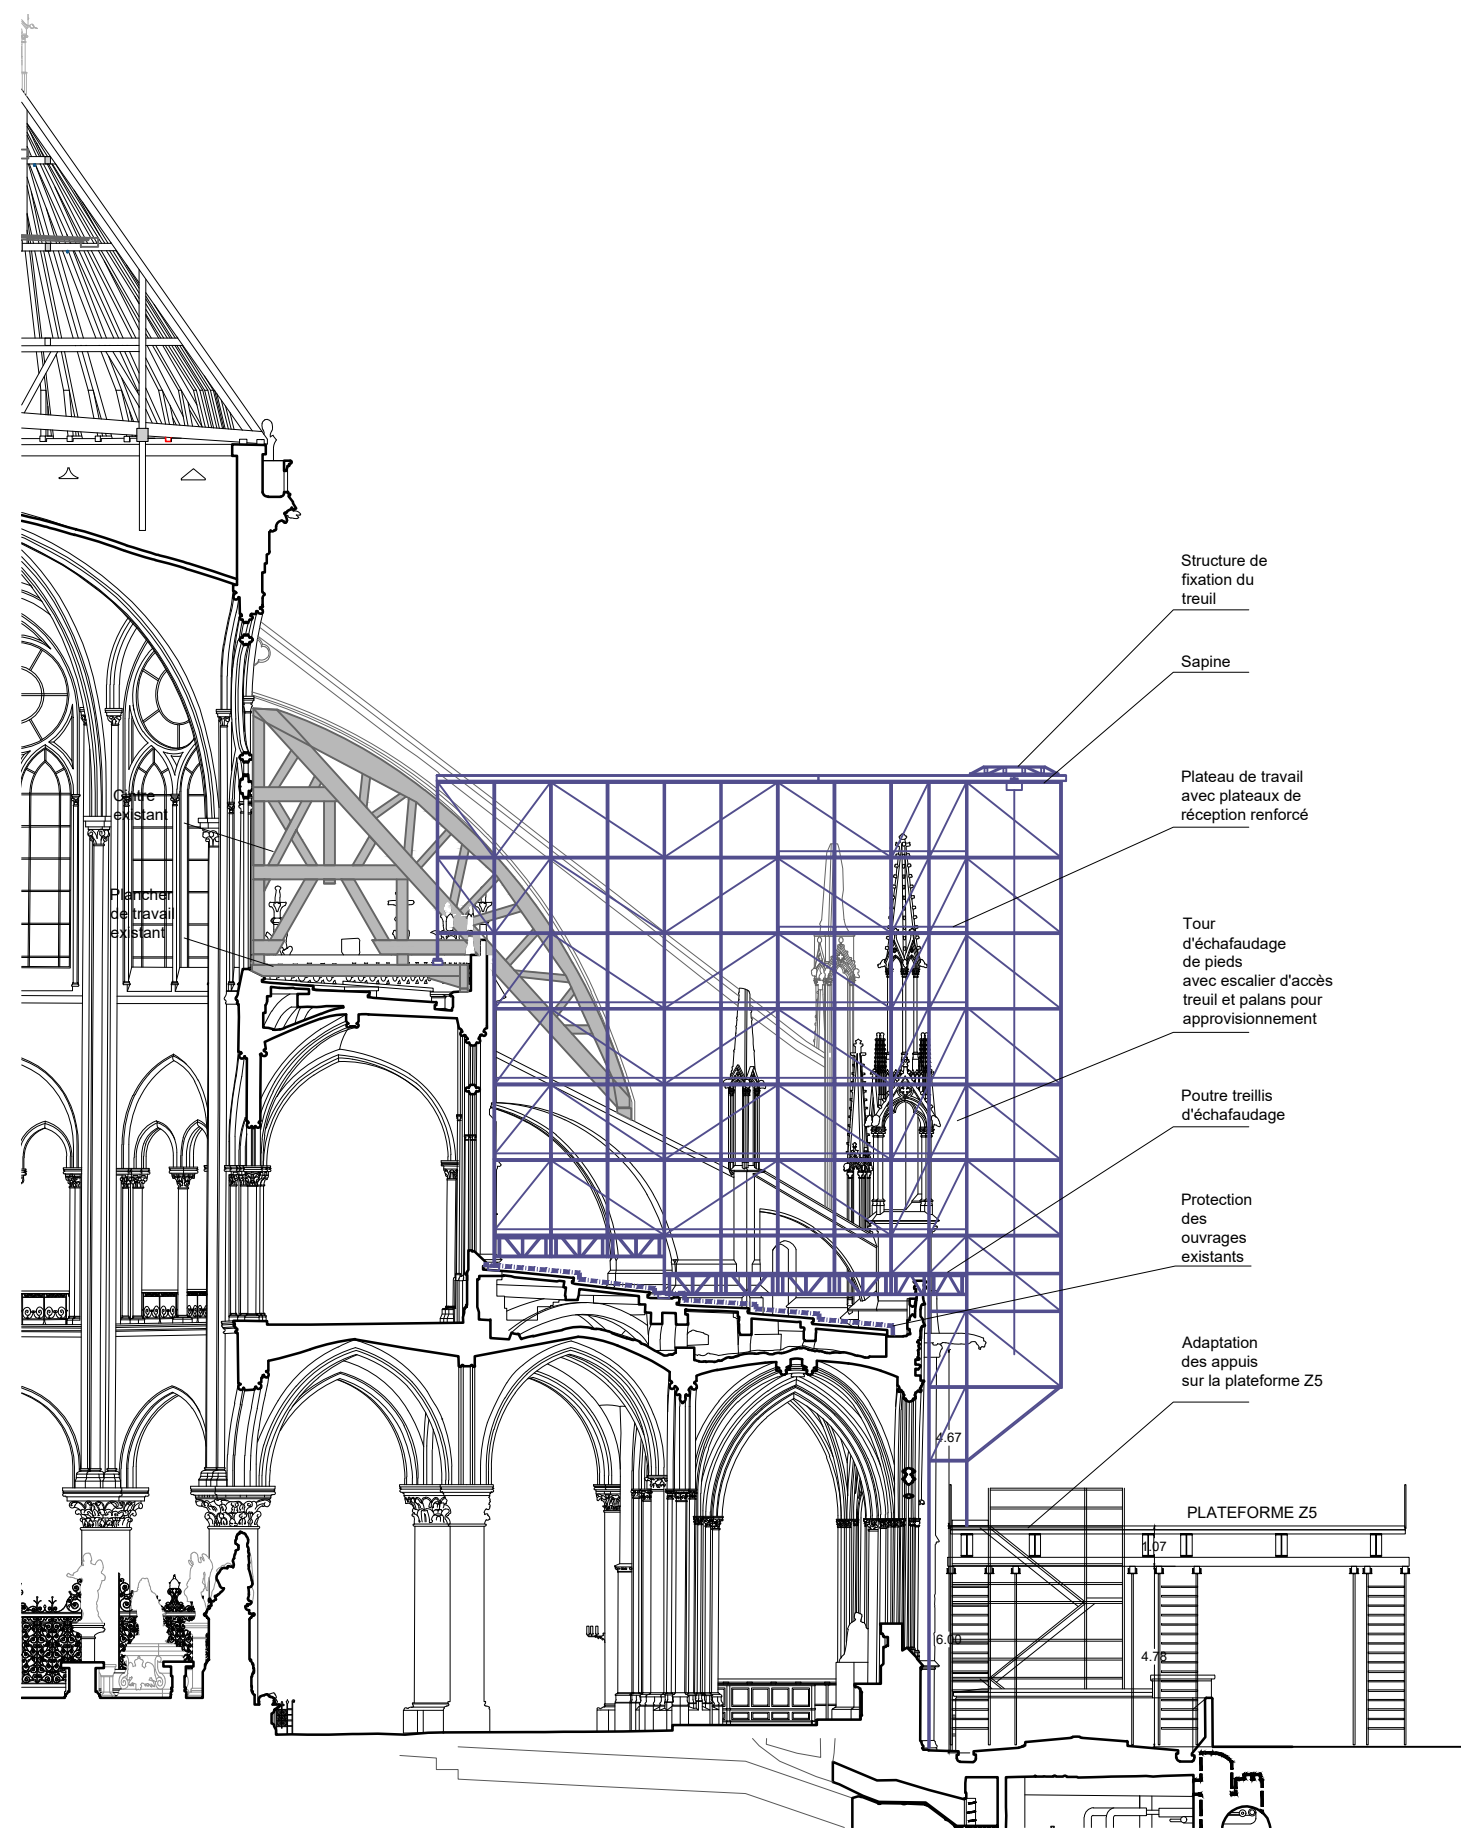 Structure de
fixation du
treuil
Sapine
Plateau de travail
avec plateaux de
réception renforcé
Cintre
existant
Plancher
de travail
existant
Tour
d'échafaudage
de pieds
avec escalier d'accès
treuil et palans pour
approvisionnement
Poutre treillis
d'échafaudage
Protection
des
ouvrages
existants
Adaptation
des appuis
sur la plateforme Z5
4.67
PLATEFORME Z5
1.07
6.00
4.78